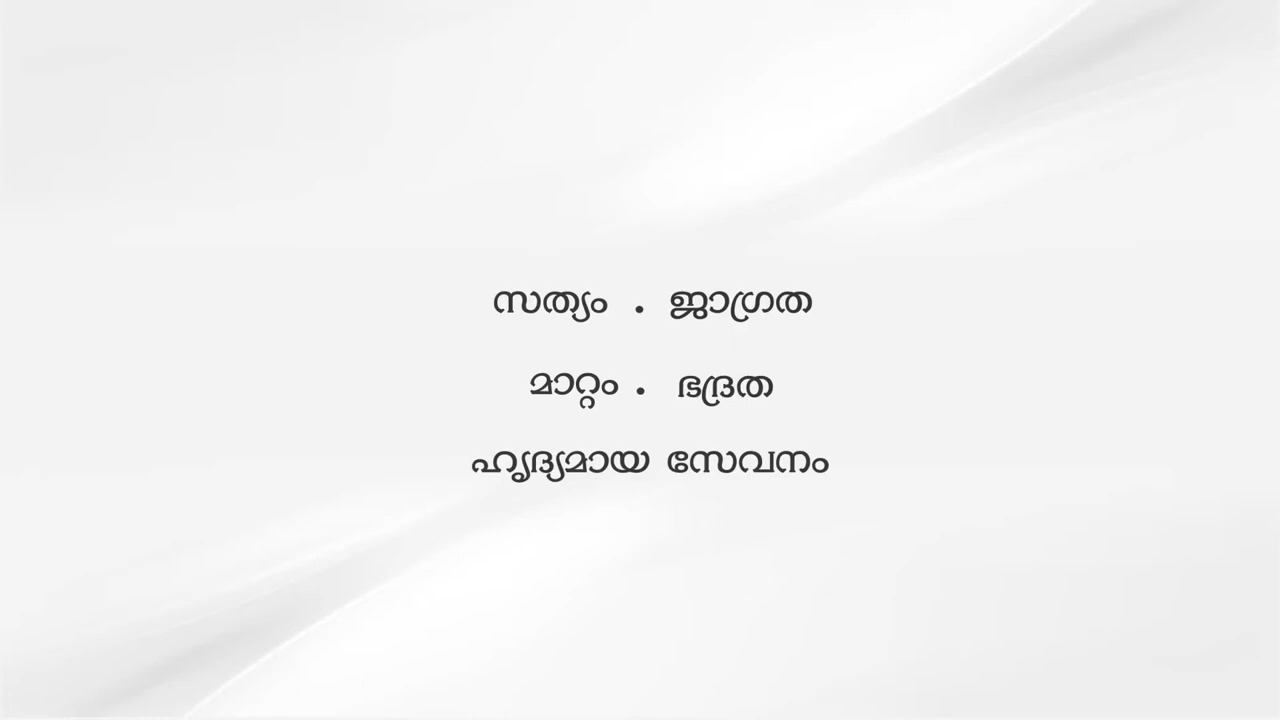 സത്യം . ജാഗ്രത
മാറ്റം . ഭദ്രത
ഹൃദ്യമായ സേവനം